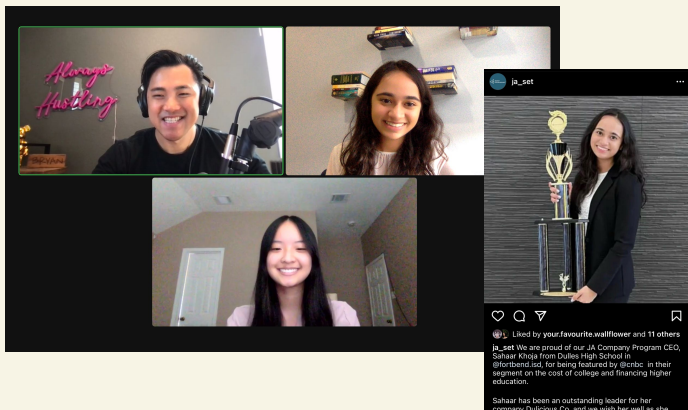 Always
Hustling
BRYAN
ja_set
Liked by your.favourite.wallflower and 11 others
ja_set We are proud of our JA Company Program CEO,
Sahaar Khoja from Dulles High School in
@fortbend.isd, for being featured by @cnbc in their
segment on the cost of college and financing higher
education.
Sahaar has been an outstanding leader for her
company Dulicious Co. and we wish her well as she